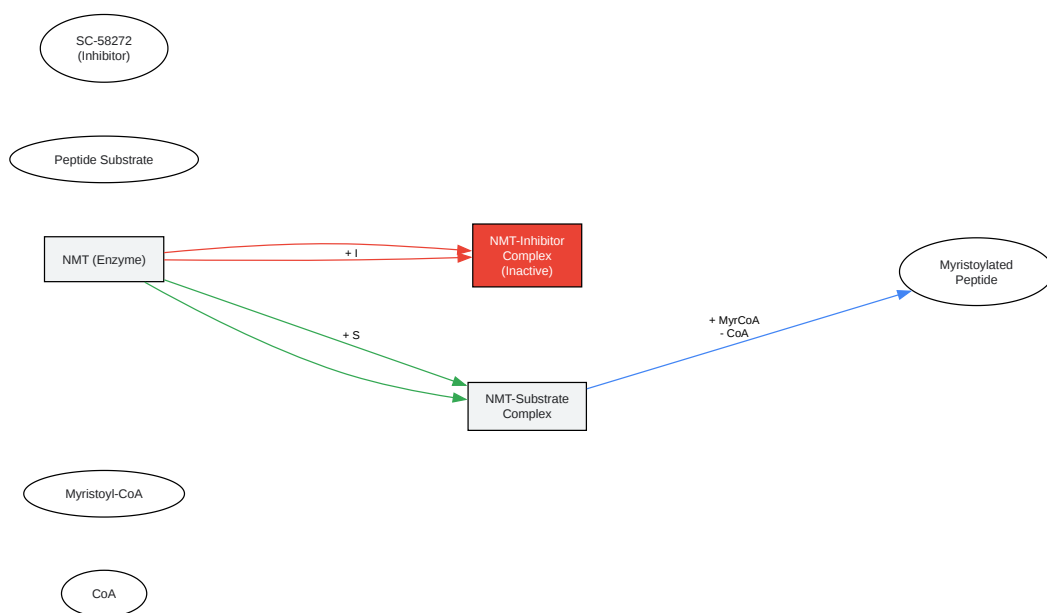 SC-58272
(Inhibitor)
Peptide Substrate
NMT (Enzyme)
+ I
NMT-Inhibitor
Complex
(Inactive)
Myristoylated
Peptide
+ MyrCoA
- CoA
+ S
NMT-Substrate
Complex
Myristoyl-CoA
CoA